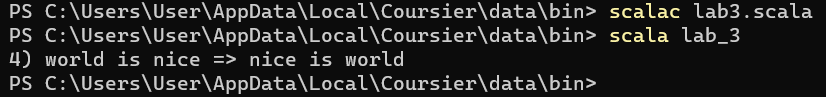 PS C:\Users\User\AppData\Local\Coursier\data\bin> scalac lab3.scala
PS C:\Users\User\AppData\Local\Coursier\data\bin> scala lab_3
4) world is nice => nice is world
PS C:\Users\User\AppData\Local\Coursier\data\bin>